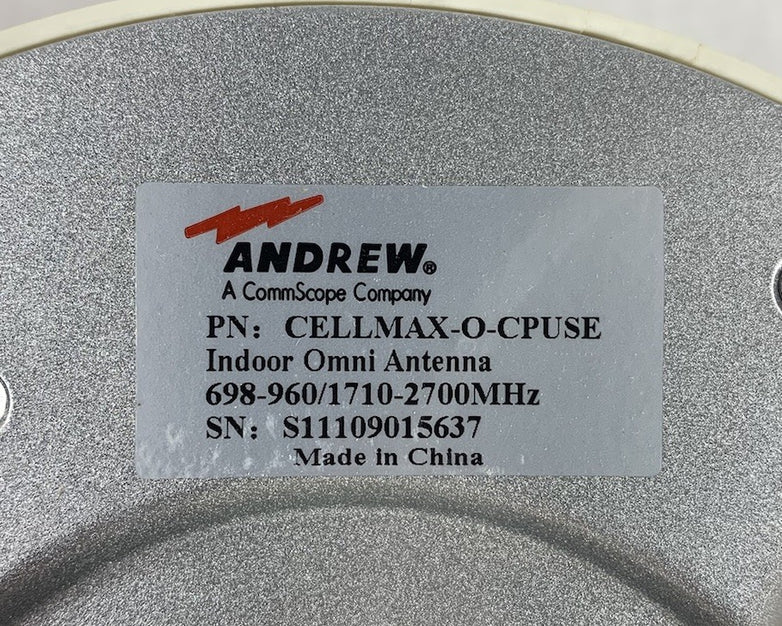 ANDREW®
A CommScope Company
PN: CELLMAX-O-CPUSE
Indoor Omni Antenna
698-960/1710-2700MHz
SN: S11109015637
Made in China